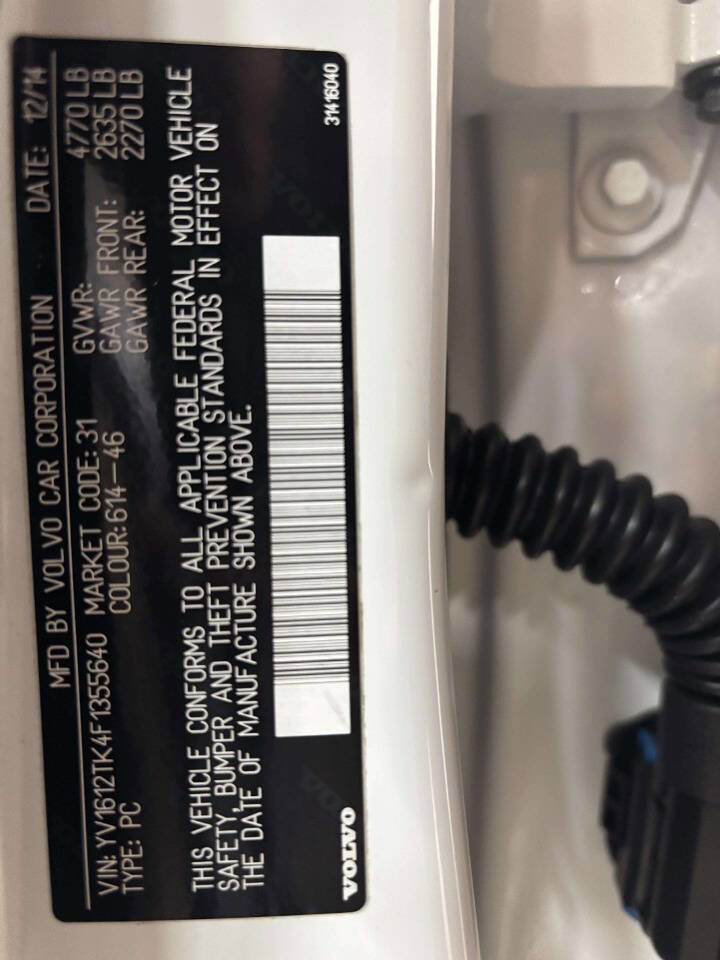 MFD BY VOLVO CAR CORPORATION DATE: 12/14
VIN: YV1612TK4F1355640 MARKET CODE: 31 GVWR: 4770 LB
TYPE: PC COLOUR: 614-46 GAWR FRONT: 2635 LB
GAWR REAR: 2270 LB
THIS VEHICLE CONFORMS TO ALL APPLICABLE FEDERAL MOTOR VEHICLE
SAFETY, BUMPER AND THEFT PREVENTION STANDARDS IN EFFECT ON
THE DATE OF MANUFACTURE SHOWN ABOVE.
VOLVO 31416040